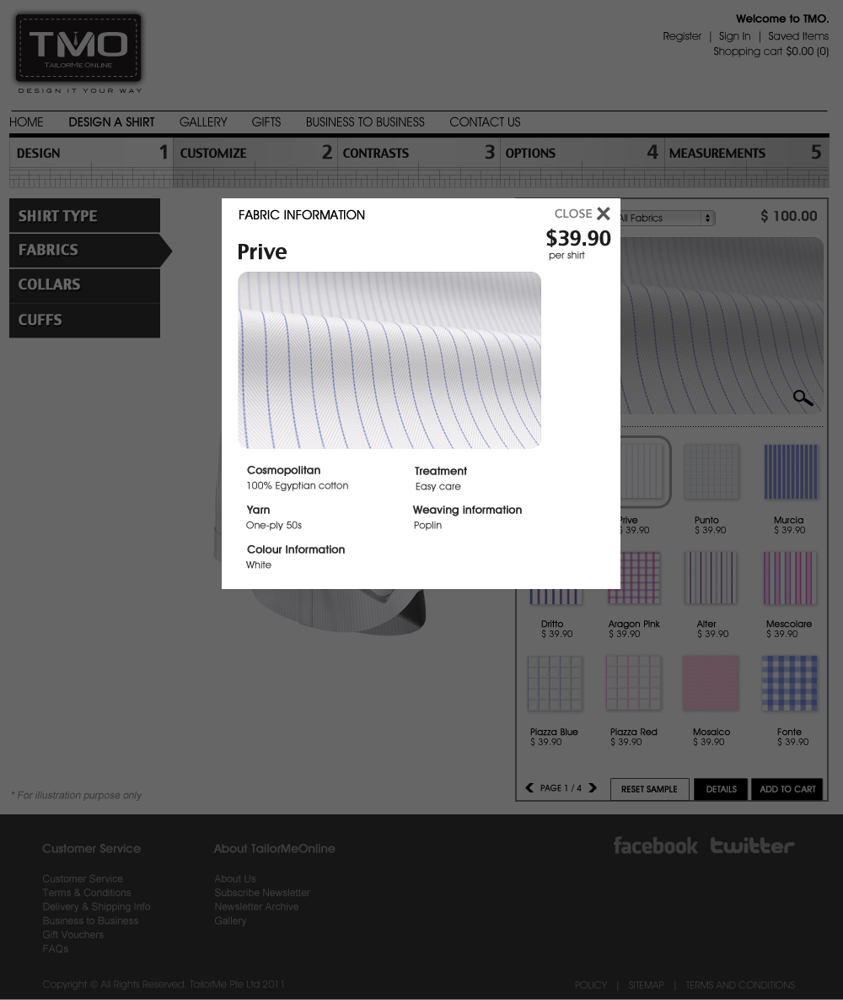 TMO
TAILORME ONLINE
DESIGN IT YOUR WAY
Welcome to TMO.
Register | Sign In | Saved Items
Shopping cart $0.00 (0)
HOME DESIGN A SHIRT GALLERY GIFTS BUSINESS TO BUSINESS CONTACT US
DESIGN 1 CUSTOMIZE 2 CONTRASTS 3 OPTIONS 4 MEASUREMENTS 5
SHIRT TYPE
FABRICS
COLLARS
CUFFS
FABRIC INFORMATION
CLOSE
Prive
$39.90
per shirt
Cosmopolitan
100% Egyptian cotton
Treatment
Easy care
Yarn
One-ply 50s
Weaving information
Poplin
Colour Information
White
All Fabrics
$ 100.00
Prive Punto Murcia
$ 39.90 $ 39.90 $ 39.90
Dritto Aragon Pink Alter Mescolare
$ 39.90 $ 39.90 $ 39.90 $ 39.90
Piazza Blue Piazza Red Mosaico Fonte
$ 39.90 $ 39.90 $ 39.90 $ 39.90
PAGE 1 / 4 RESET SAMPLE DETAILS ADD TO CART
* For illustration purpose only
Customer Service
Customer Service
Terms & Conditions
Delivery & Shipping Info
Business to Business
Gift Vouchers
FAQs
About TailorMeOnline
About Us
Subscribe Newsletter
Newsletter Archive
Gallery
facebook twitter
Copyright © All Rights Reserved. TailorMe Pte Ltd 2011
POLICY | SITEMAP | TERMS AND CONDITIONS